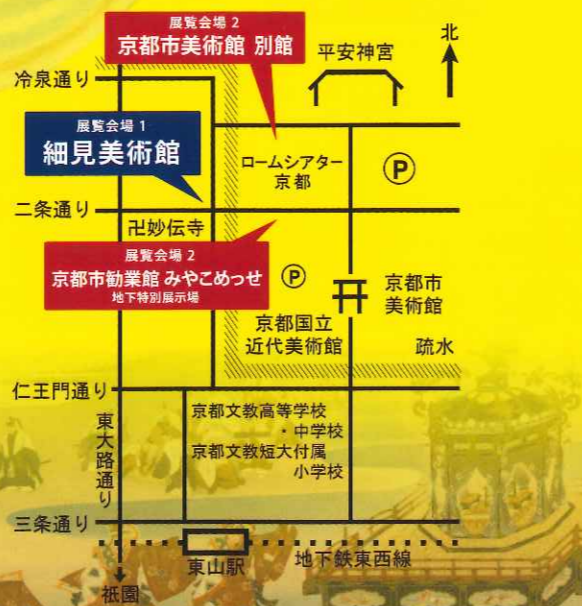 展覧会場 2
京都市美術館 別館
平安神宮
北
冷泉通り
展覧会場 1
細見美術館
ロームシアター
京都
P
二条通り
卍妙伝寺
展覧会場 2
京都市勧業館 みやこめっせ
地下特別展示場
P
京都市
美術館
京都国立
近代美術館
疏水
仁王門通り
東大路通り
京都文教高等学校
・中学校
京都文教短大付属
小学校
三条通り
東山駅
地下鉄東西線
祇園